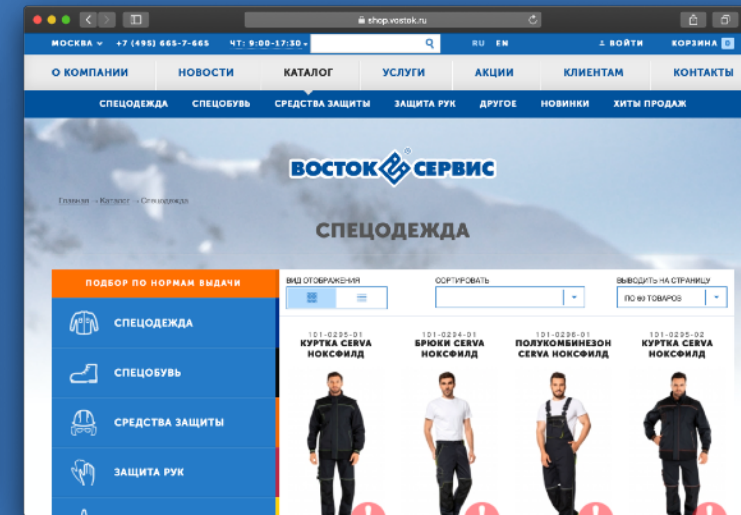 shop.vostok.ru
МОСКВА +7 (495) 665-7-665 ЧТ: 9:00-17:30 RU EN ВОЙТИ КОРЗИНА 0
О КОМПАНИИ НОВОСТИ КАТАЛОГ УСЛУГИ АКЦИИ КЛИЕНТАМ КОНТАКТЫ
СПЕЦОДЕЖДА СПЕЦОБУВЬ СРЕДСТВА ЗАЩИТЫ ЗАЩИТА РУК ДРУГОЕ НОВИНКИ ХИТЫ ПРОДАЖ
ВОСТОК СЕРВИС
Главная → Каталог → Спецодежда
СПЕЦОДЕЖДА
ПОДБОР ПО НОРМАМ ВЫДАЧИ
СПЕЦОДЕЖДА
СПЕЦОБУВЬ
СРЕДСТВА ЗАЩИТЫ
ЗАЩИТА РУК
ВИД ОТОБРАЖЕНИЯ СОРТИРОВАТЬ ВЫВОДИТЬ НА СТРАНИЦУ
ПО 60 ТОВАРОВ
101-0295-01
КУРТКА CERVA
НОКСФИЛД
101-0294-01
БРЮКИ CERVA
НОКСФИЛД
101-0296-01
ПОЛУКОМБИНЕЗОН
CERVA НОКСФИЛД
101-0295-02
КУРТКА CERVA
НОКСФИЛД